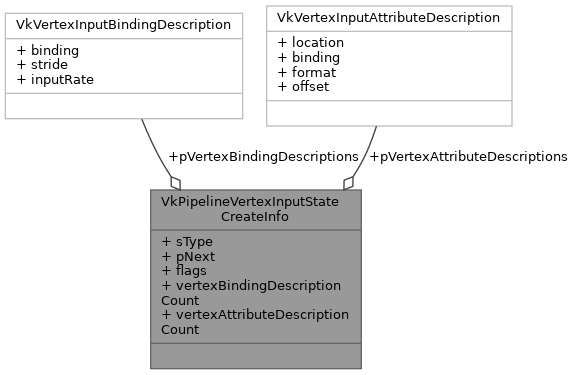 VkVertexInputBindingDescription
+ binding
+ stride
+ inputRate
VkVertexInputAttributeDescription
+ location
+ binding
+ format
+ offset
+pVertexBindingDescriptions
+pVertexAttributeDescriptions
VkPipelineVertexInputState
CreateInfo
+ sType
+ pNext
+ flags
+ vertexBindingDescription
Count
+ vertexAttributeDescription
Count